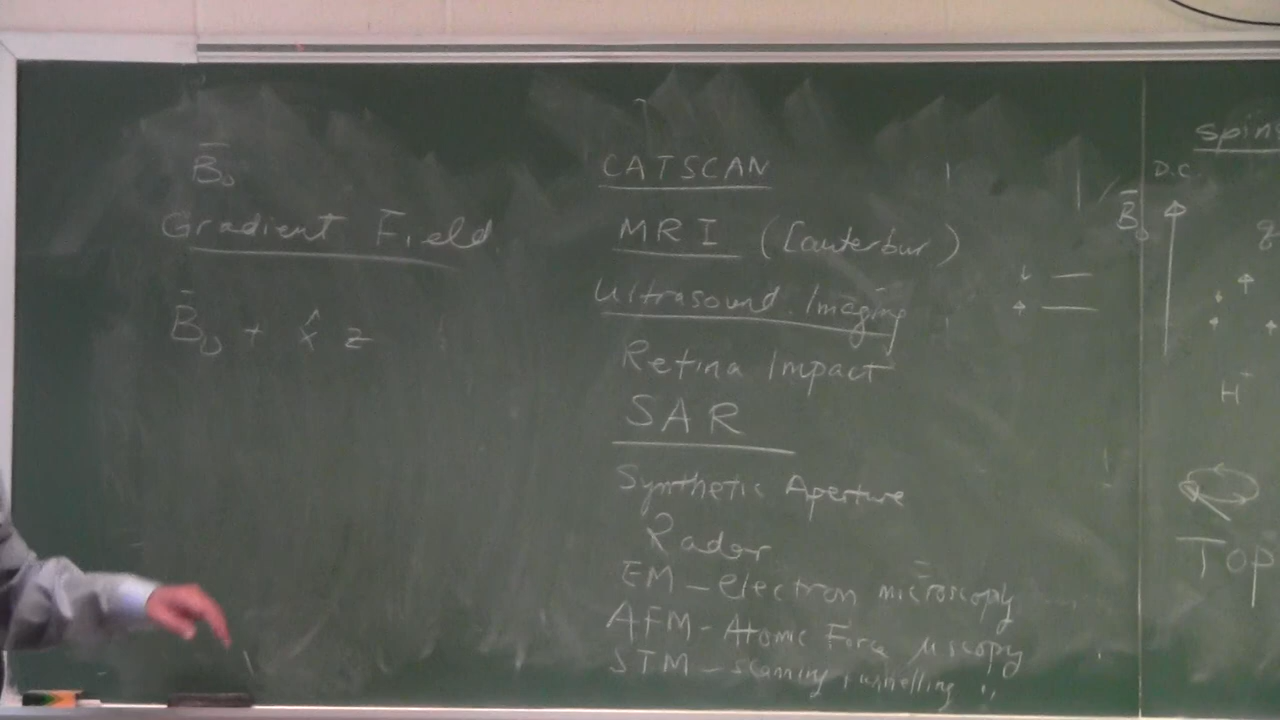 B̄₀
Gradient Field
B̄₀ + x̂ z
CATSCAN
MRI (Lauterbur)
Ultrasound Imaging
Retina Impact
SAR
Synthetic Aperture
Radar
EM – electron microscopy
AFM – Atomic Force μscopy
STM – scanning tunnelling "
spin
D.C.
B̄₀
H⁺
TOP